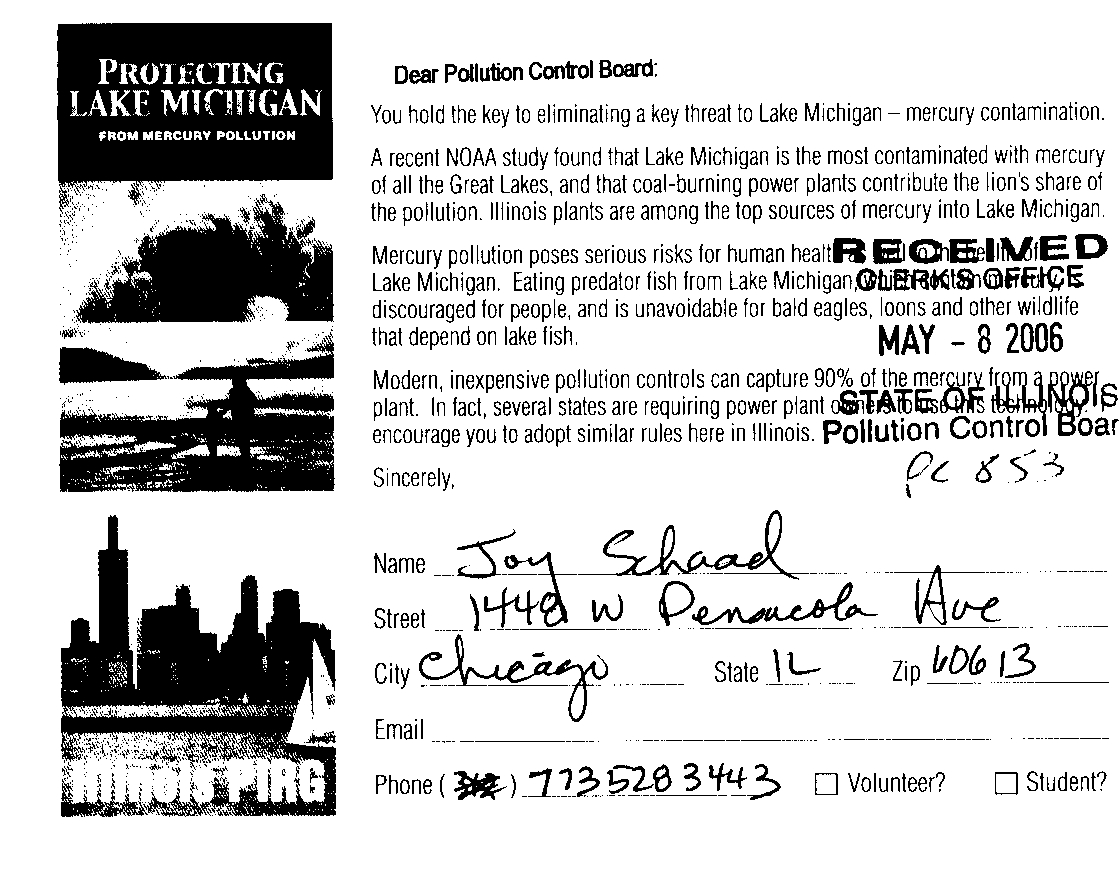 PROTECTING
LAKE MICHIGAN
FROM MERCURY POLLUTION
Illinois PIRG
Dear Pollution Control Board:
You hold the key to eliminating a key threat to Lake Michigan – mercury contamination.
A recent NOAA study found that Lake Michigan is the most contaminated with mercury
of all the Great Lakes, and that coal-burning power plants contribute the lion's share of
the pollution. Illinois plants are among the top sources of mercury into Lake Michigan.
Mercury pollution poses serious risks for human health
RECEIVED
Lake Michigan. Eating predator fish from Lake Michigan,
CLERK'S OFFICE
discouraged for people, and is unavoidable for bald eagles, loons and other wildlife
that depend on lake fish.
MAY - 8 2006
Modern, inexpensive pollution controls can capture 90% of the mercury from a power
STATE OF ILLINOIS
plant. In fact, several states are requiring power plant owners to use this technology. I
encourage you to adopt similar rules here in Illinois.
Pollution Control Boar
PC 853
Sincerely,
Name Joy Schaad
Street 1448 W Pensacola Ave
City Chicago State IL Zip 60613
Email
Phone ( ) 773 528 3443 Volunteer? Student?